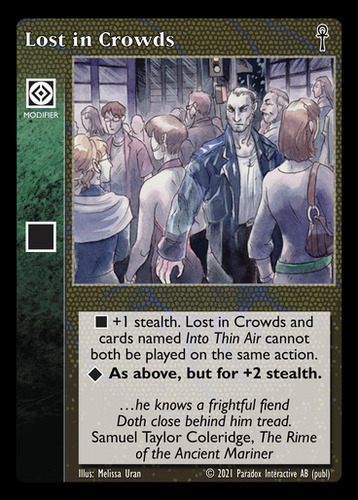 Lost in Crowds
MODIFIER
+1 stealth. Lost in Crowds and
cards named Into Thin Air cannot
both be played on the same action.
As above, but for +2 stealth.
…he knows a frightful fiend
Doth close behind him tread.
Samuel Taylor Coleridge, The Rime
of the Ancient Mariner
Illus: Melissa Uran © 2021 Paradox Interactive AB (publ)